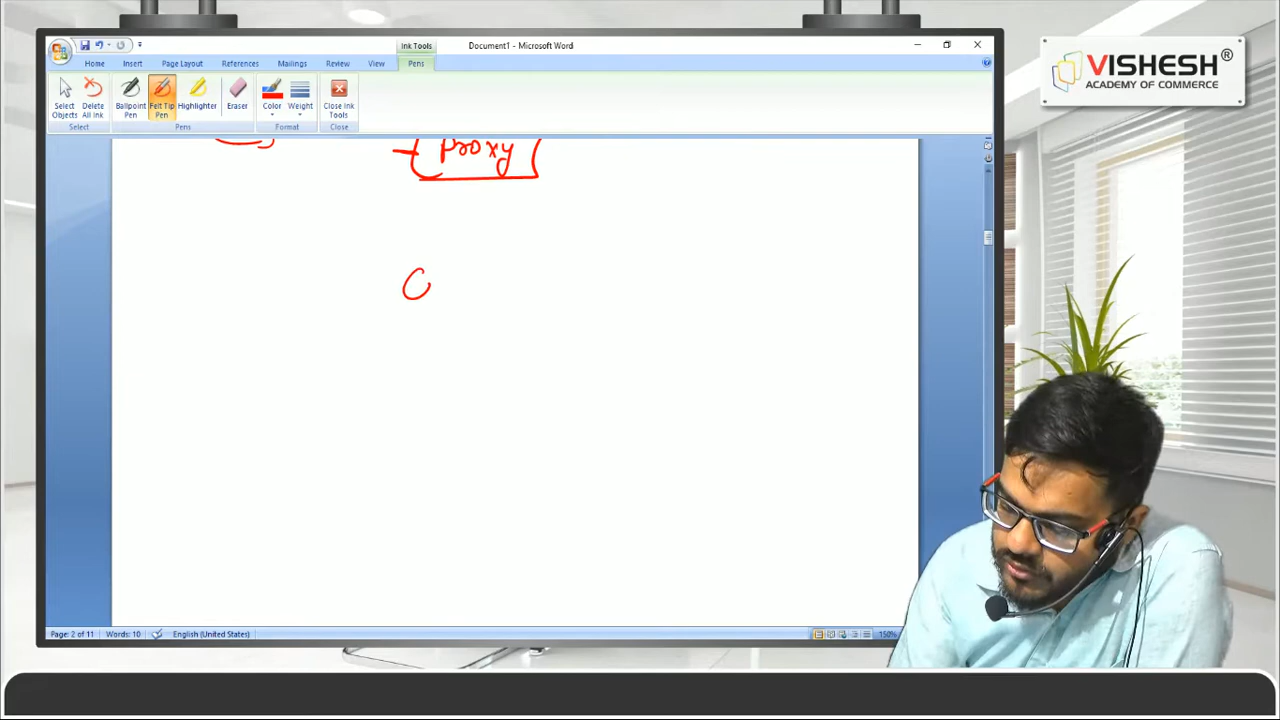 Ink Tools
Document1 - Microsoft Word
Home Insert Page Layout References Mailings Review View Pens
Select Objects
Delete All Ink
Ballpoint Pen
Felt Tip Pen
Highlighter
Eraser
Color
Weight
Close Ink Tools
Select Pens Format Close
VISHESH®
ACADEMY OF COMMERCE
Proxy
C
Page: 2 of 11 Words: 10 English (United States) 150%